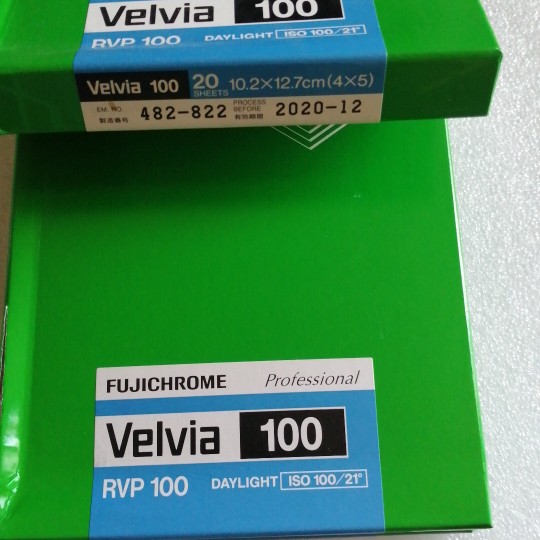 Velvia 100
RVP 100 DAYLIGHT ISO 100/21°
Velvia 100 20 SHEETS 10.2×12.7cm(4×5)
EM. NO. 製造番号 482-822 PROCESS BEFORE 有効期限 2020-12
FUJICHROME Professional
Velvia 100
RVP 100 DAYLIGHT ISO 100/21°